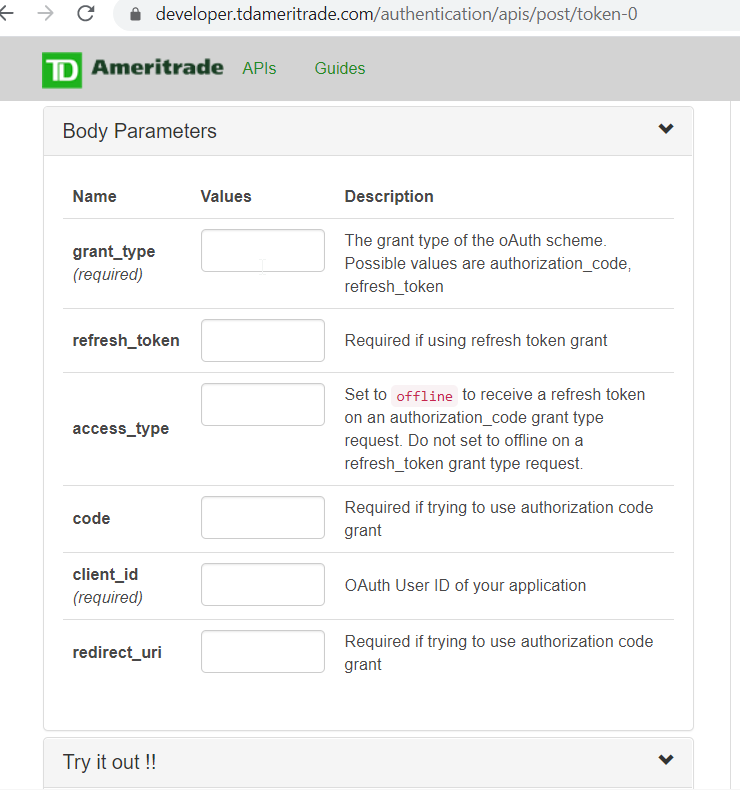 developer.tdameritrade.com/authentication/apis/post/token-0
TD Ameritrade APIs Guides
Body Parameters
Name Values Description
grant_type
(required)
The grant type of the oAuth scheme.
Possible values are authorization_code,
refresh_token
refresh_token
Required if using refresh token grant
access_type
Set to offline to receive a refresh token
on an authorization_code grant type
request. Do not set to offline on a
refresh_token grant type request.
code
Required if trying to use authorization code
grant
client_id
(required)
OAuth User ID of your application
redirect_uri
Required if trying to use authorization code
grant
Try it out !!